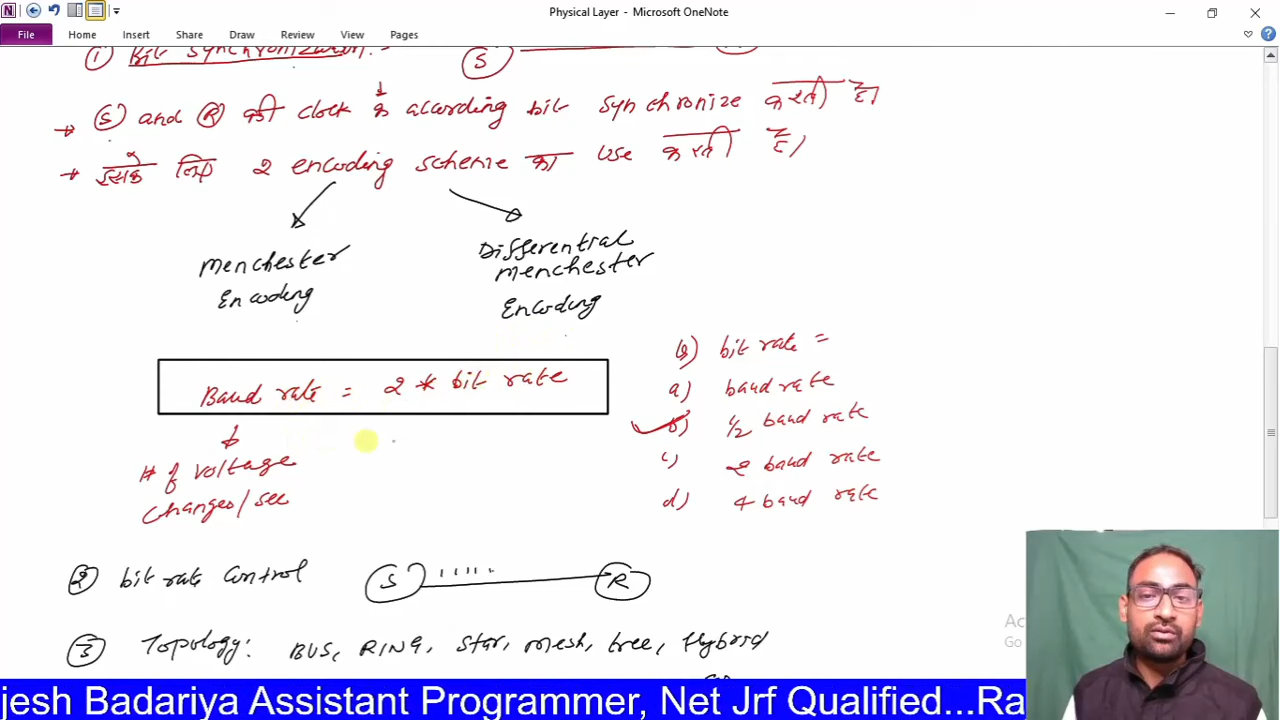 Physical Layer - Microsoft OneNote
File Home Insert Share Draw Review View Pages
① Bit Synchronization :-
S
→ Ⓢ and Ⓡ की clock के acording bit synchronize करती है।
→ इसके लिए 2 encoding scheme का use करती है।
Menchester
Encoding
Differential
Menchester
Encoding
Baud rate = 2 * bit rate
# of voltage
changes/sec
Q) bit rate =
a) baud rate
b) 1/2 baud rate
c) 2 baud rate
d) 4 baud rate
② bit rate control
S R
③ Topology: BUS, RING, Star, mesh, tree, Hybrid
jesh Badariya Assistant Programmer, Net Jrf Qualified...Ra